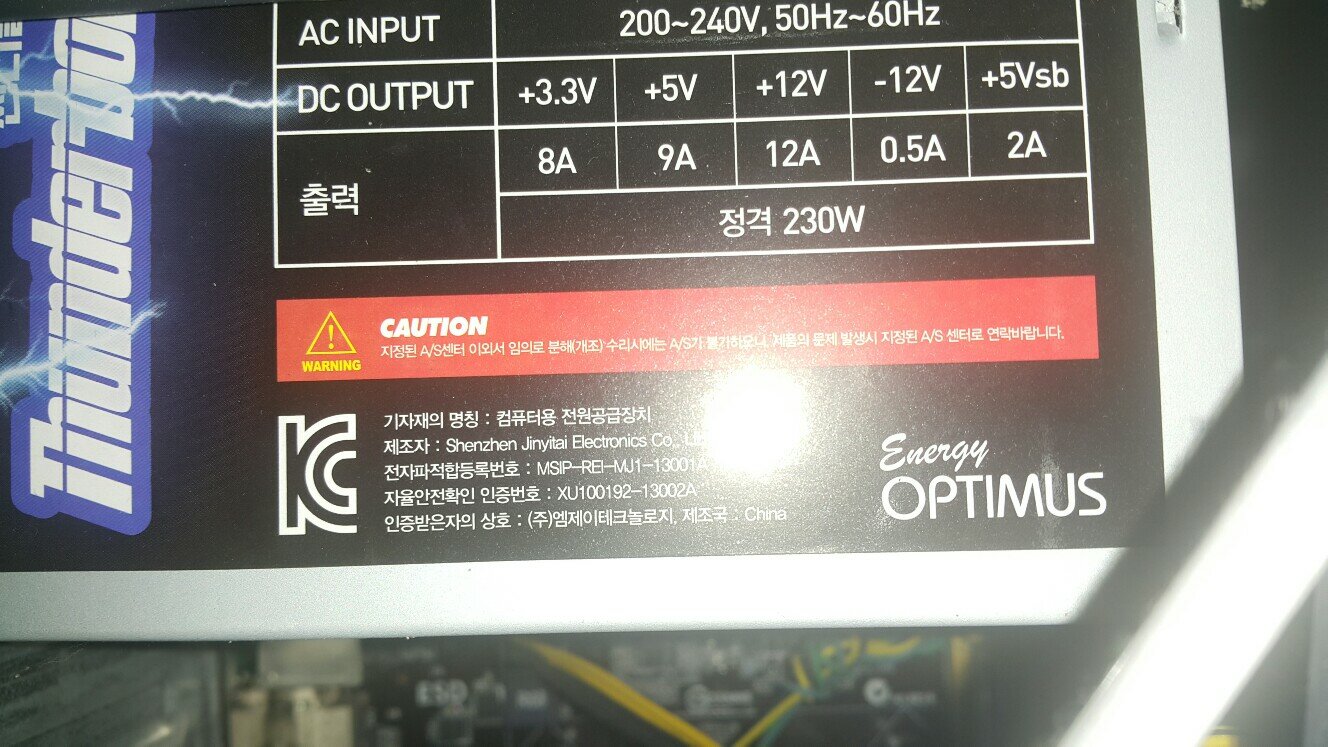 Thunderbol
AC INPUT 200~240V, 50Hz~60Hz
DC OUTPUT +3.3V +5V +12V -12V +5Vsb
출력 8A 9A 12A 0.5A 2A
정격 230W
WARNING
CAUTION
지정된 A/S센터 이외서 임의로 분해(개조) 수리시에는 A/S가 불가하오니, 제품의 문제 발생시 지정된 A/S 센터로 연락바랍니다.
기자재의 명칭 : 컴퓨터용 전원공급장치
제조자 : Shenzhen Jinyitai Electronics Co.,
전자파적합등록번호 : MSIP-REI-MJ1-13001A
자율안전확인 인증번호 : XU100192-13002A
인증받은자의 상호 : (주)엠제이테크놀로지, 제조국 : China
Energy
OPTIMUS
ESD